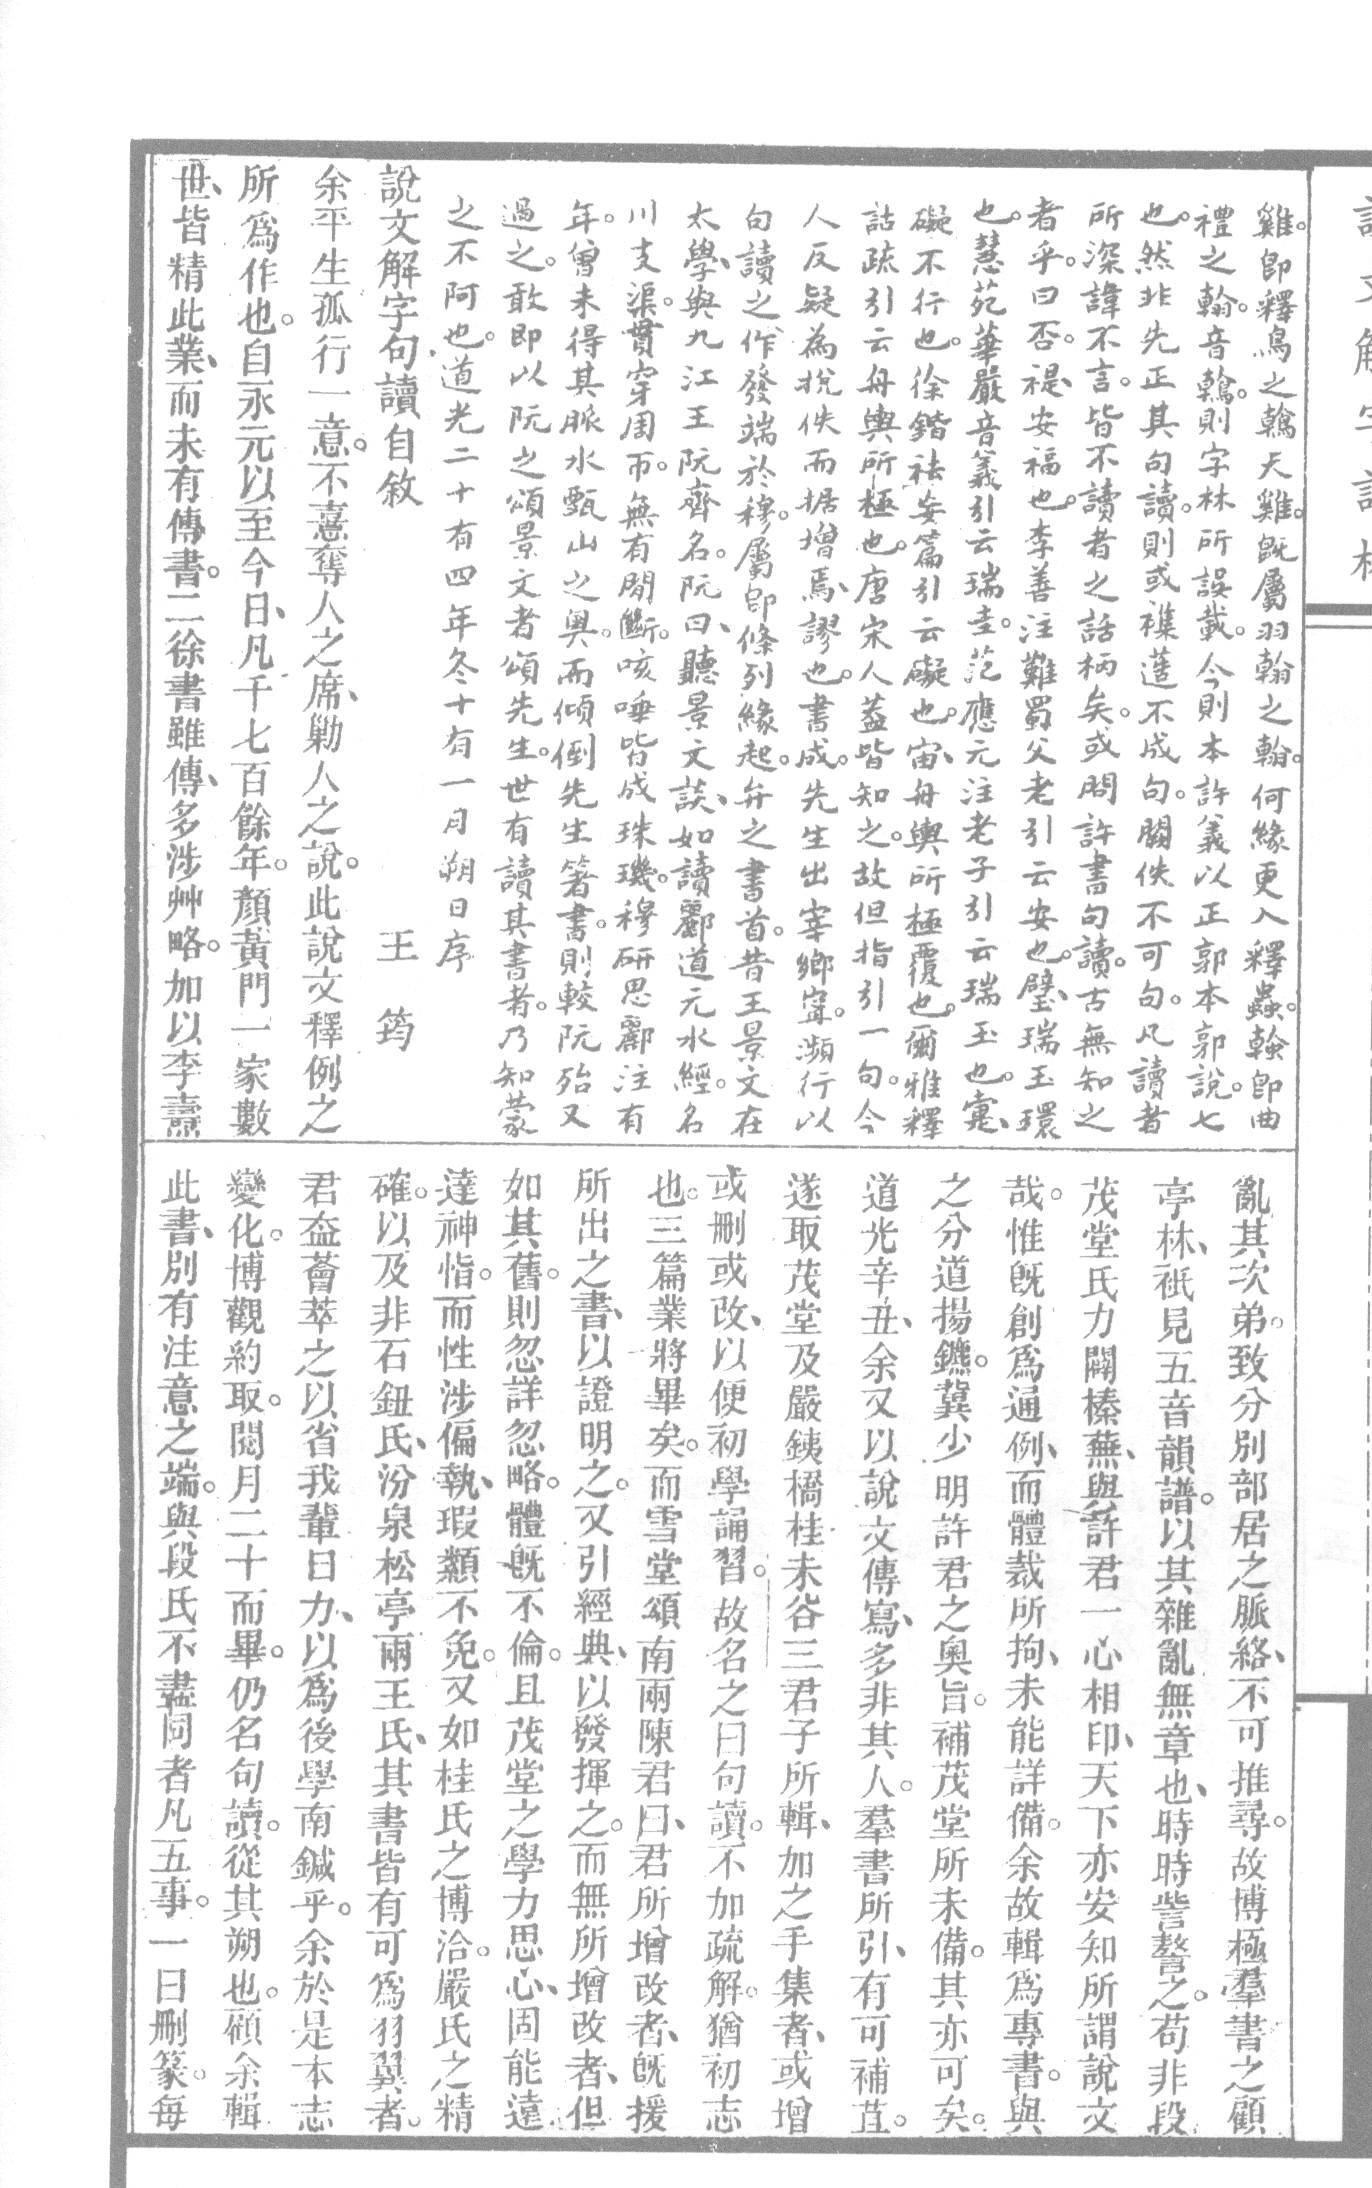 雞。卽釋鳥之鶾天雞。旣屬羽翰之翰。何緣更入釋蟲。螒卽曲
禮之翰。音鶾。則字林所誤載。今則本許義以正郭本郭說。七
也。然非先正其句讀。則或襍蓲不成句。闕佚不可句。凡讀者
所深諱不言。皆不讀者之話柄矣。或問許書句讀。古無知之
者乎。曰否。禔、安福也。李善注難蜀父老引云安也。璧、瑞玉環
也。慧苑華嚴音義引云瑞圭。范應元注老子引云瑞玉也。疐、
礙不行也。徐鍇祛妄篇引云礙也。宙、舟輿所極覆也。爾雅釋
詁疏引云舟輿所極也。唐宋人蓋皆知之。故但指引一句。今
人反疑為挩佚而据增焉、謬也。書成。先生出宰鄉甯。瀕行以
句讀之作發端於穆。屬卽條列緣起。弁之書首。昔王景文在
太學、與九江王阮齊名。阮曰、聽景文談、如讀酈道元水經。名
川支渠。貫穿周帀。無有閒斷。咳唾皆成珠璣。穆研思酈注有
年。曾未得其脈水甄山之奧。而傾倒先生箸書。則較阮殆又
過之。敢即以阮之頌景文者頌先生。世有讀其書者。乃知蒙
之不阿也。道光二十有四年冬十有一月朔日序
說文解字句讀自敘　王　筠
余平生孤行一意。不憙奪人之席、勦人之說。此說文釋例之
所爲作也。自永元以至今日、凡千七百餘年。顏黃門一家數
世、皆精此業、而未有傳書。二徐書雖傳、多涉艸略。加以李燾
亂其次弟。致分別部居之脈絡、不可推尋。故博極羣書之顧
亭林、祇見五音韻譜。以其雜亂無章也、時時訾謷之。苟非段
茂堂氏力闢榛蕪、與許君一心相印、天下亦安知所謂說文
哉。惟旣創爲通例、而體裁所拘、未能詳備。余故輯爲專書。與
之分道揚鑣。冀少明許君之奧旨。補茂堂所未備。其亦可矣。
道光辛丑、余又以說文傳寫、多非其人。羣書所引、有可補苴。
遂取茂堂及嚴鐵橋桂未谷三君子所輯、加之手集者、或增
或刪或改、以便初學誦習。故名之曰句讀。不加疏解。猶初志
也。三篇業將畢矣。而雪堂頌南兩陳君曰、君所增改者、旣援
所出之書、以證明之。又引經典、以發揮之。而無所增改者、但
如其舊。則忽詳忽略。體旣不倫。且茂堂之學力思心、固能遠
達神恉。而性涉偏執、瑕纇不免。又如桂氏之博洽。嚴氏之精
確。以及非石鈕氏、汾泉松亭兩王氏、其書皆有可爲羽翼者。
君盍薈萃之以省我輩日力、以爲後學南鍼乎。余於是本志
變化。博觀約取。閱月二十而畢。仍名句讀。從其朔也。顧余輯
此書、別有注意之端。與段氏不盡同者凡五事。一曰刪篆。每